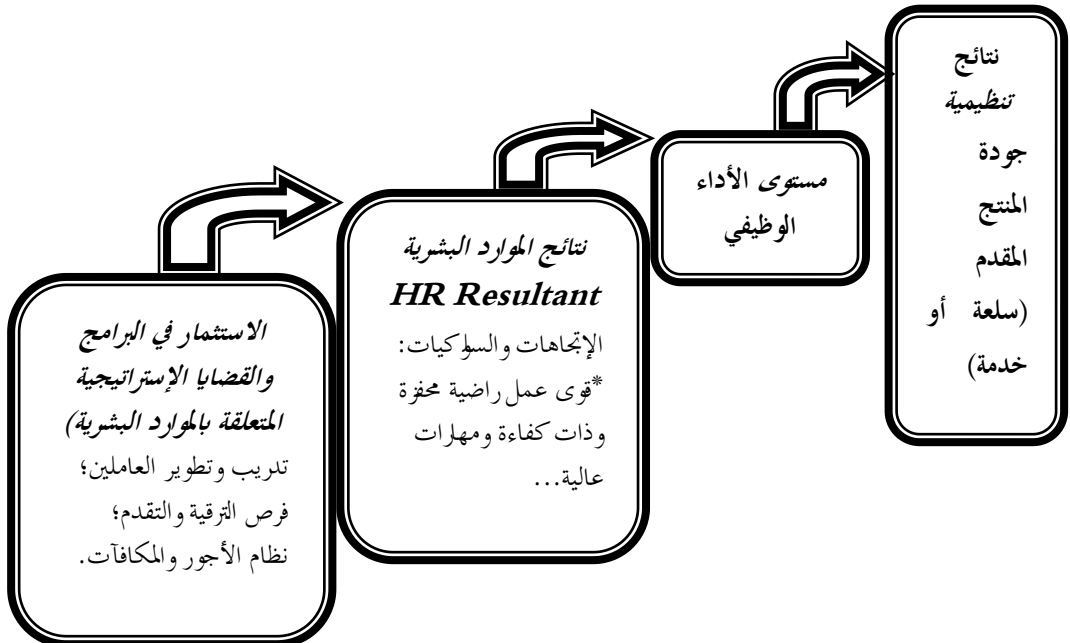 الاستثمار في البرامج
والقضايا الإستراتيجية
المتعلقة بالموارد البشرية)
تدريب وتطوير العاملين؛
فرص الترقية والتقدم؛
نظام الأجور والمكافآت.
نتائج الموارد البشرية
HR Resultant
الإتجاهات والسلوكيات:
*قوى عمل راضية محفزة
وذات كفاءة ومهارات
عالية...
مستوى الأداء
الوظيفي
نتائج
تنظيمية
جودة
المنتج
المقدم
(سلعة أو
خدمة)